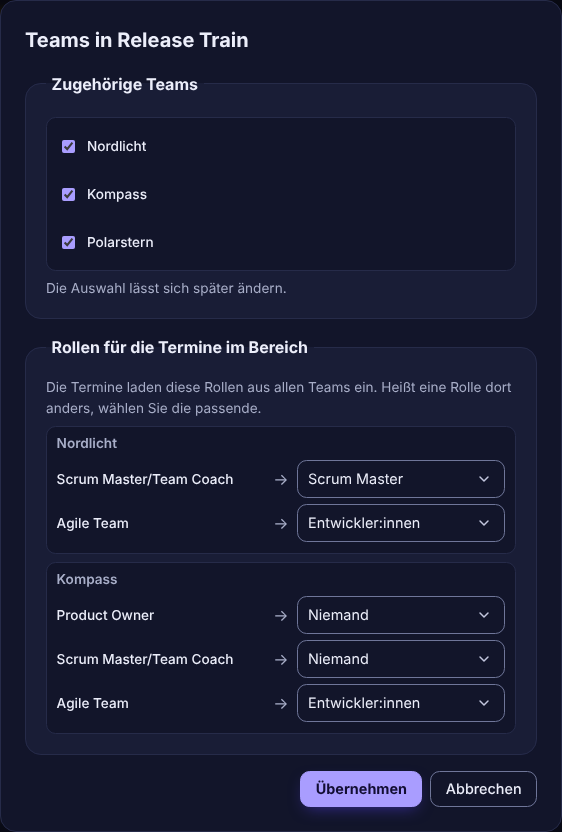 Teams in Release Train
Zugehörige Teams
Nordlicht
Kompass
Polarstern
Die Auswahl lässt sich später ändern.
Rollen für die Termine im Bereich
Die Termine laden diese Rollen aus allen Teams ein. Heißt eine Rolle dort
anders, wählen Sie die passende.
Nordlicht
Scrum Master/Team Coach → Scrum Master
Agile Team → Entwickler:innen
Kompass
Product Owner → Niemand
Scrum Master/Team Coach → Niemand
Agile Team → Entwickler:innen
Übernehmen Abbrechen